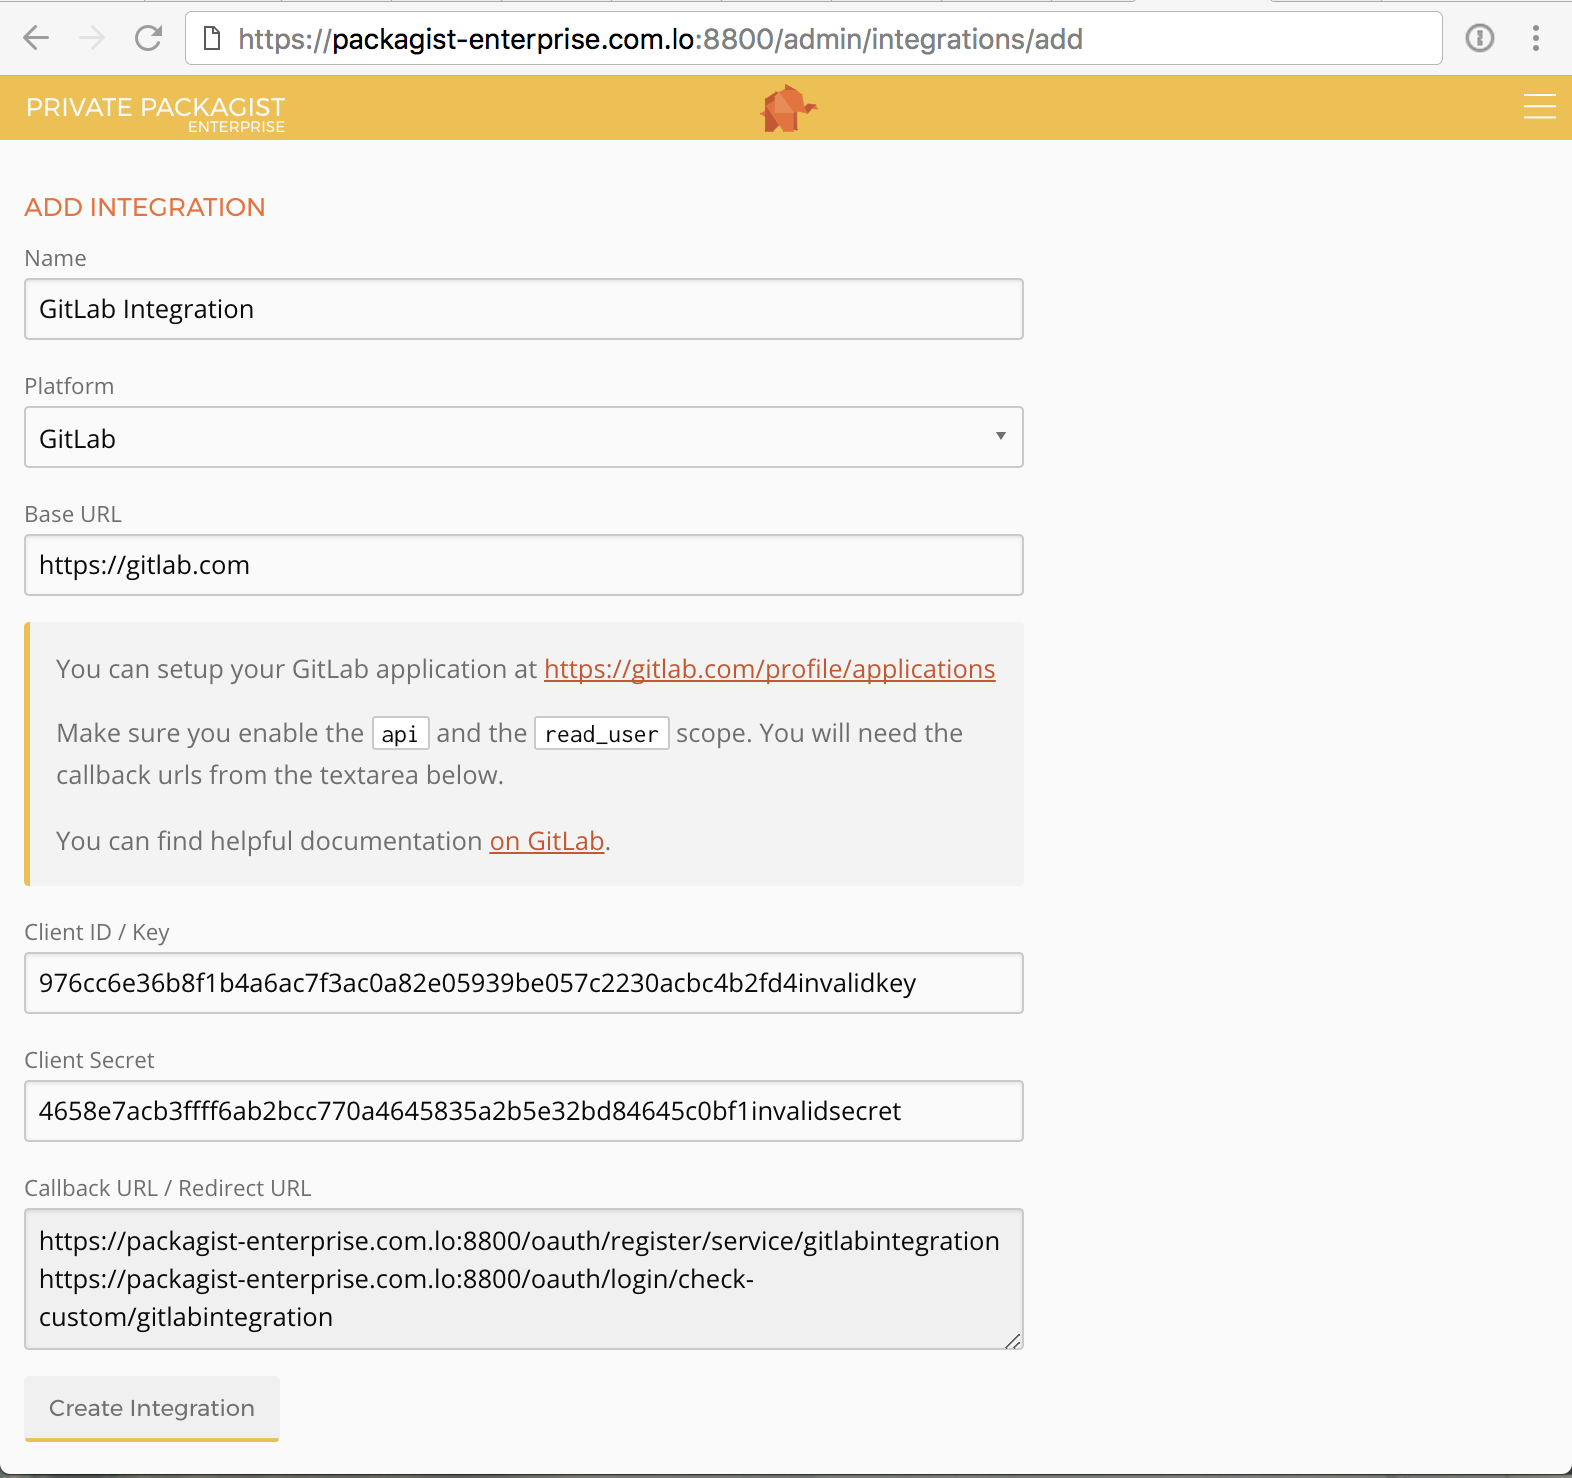 https://packagist-enterprise.com.lo:8800/admin/integrations/add
PRIVATE PACKAGIST
ENTERPRISE
ADD INTEGRATION
Name
GitLab Integration
Platform
GitLab
Base URL
https://gitlab.com
You can setup your GitLab application at https://gitlab.com/profile/applications
Make sure you enable the api and the read_user scope. You will need the
callback urls from the textarea below.
You can find helpful documentation on GitLab.
Client ID / Key
976cc6e36b8f1b4a6ac7f3ac0a82e05939be057c2230acbc4b2fd4invalidkey
Client Secret
4658e7acb3ffff6ab2bcc770a4645835a2b5e32bd84645c0bf1invalidsecret
Callback URL / Redirect URL
https://packagist-enterprise.com.lo:8800/oauth/register/service/gitlabintegration
https://packagist-enterprise.com.lo:8800/oauth/login/check-
custom/gitlabintegration
Create Integration